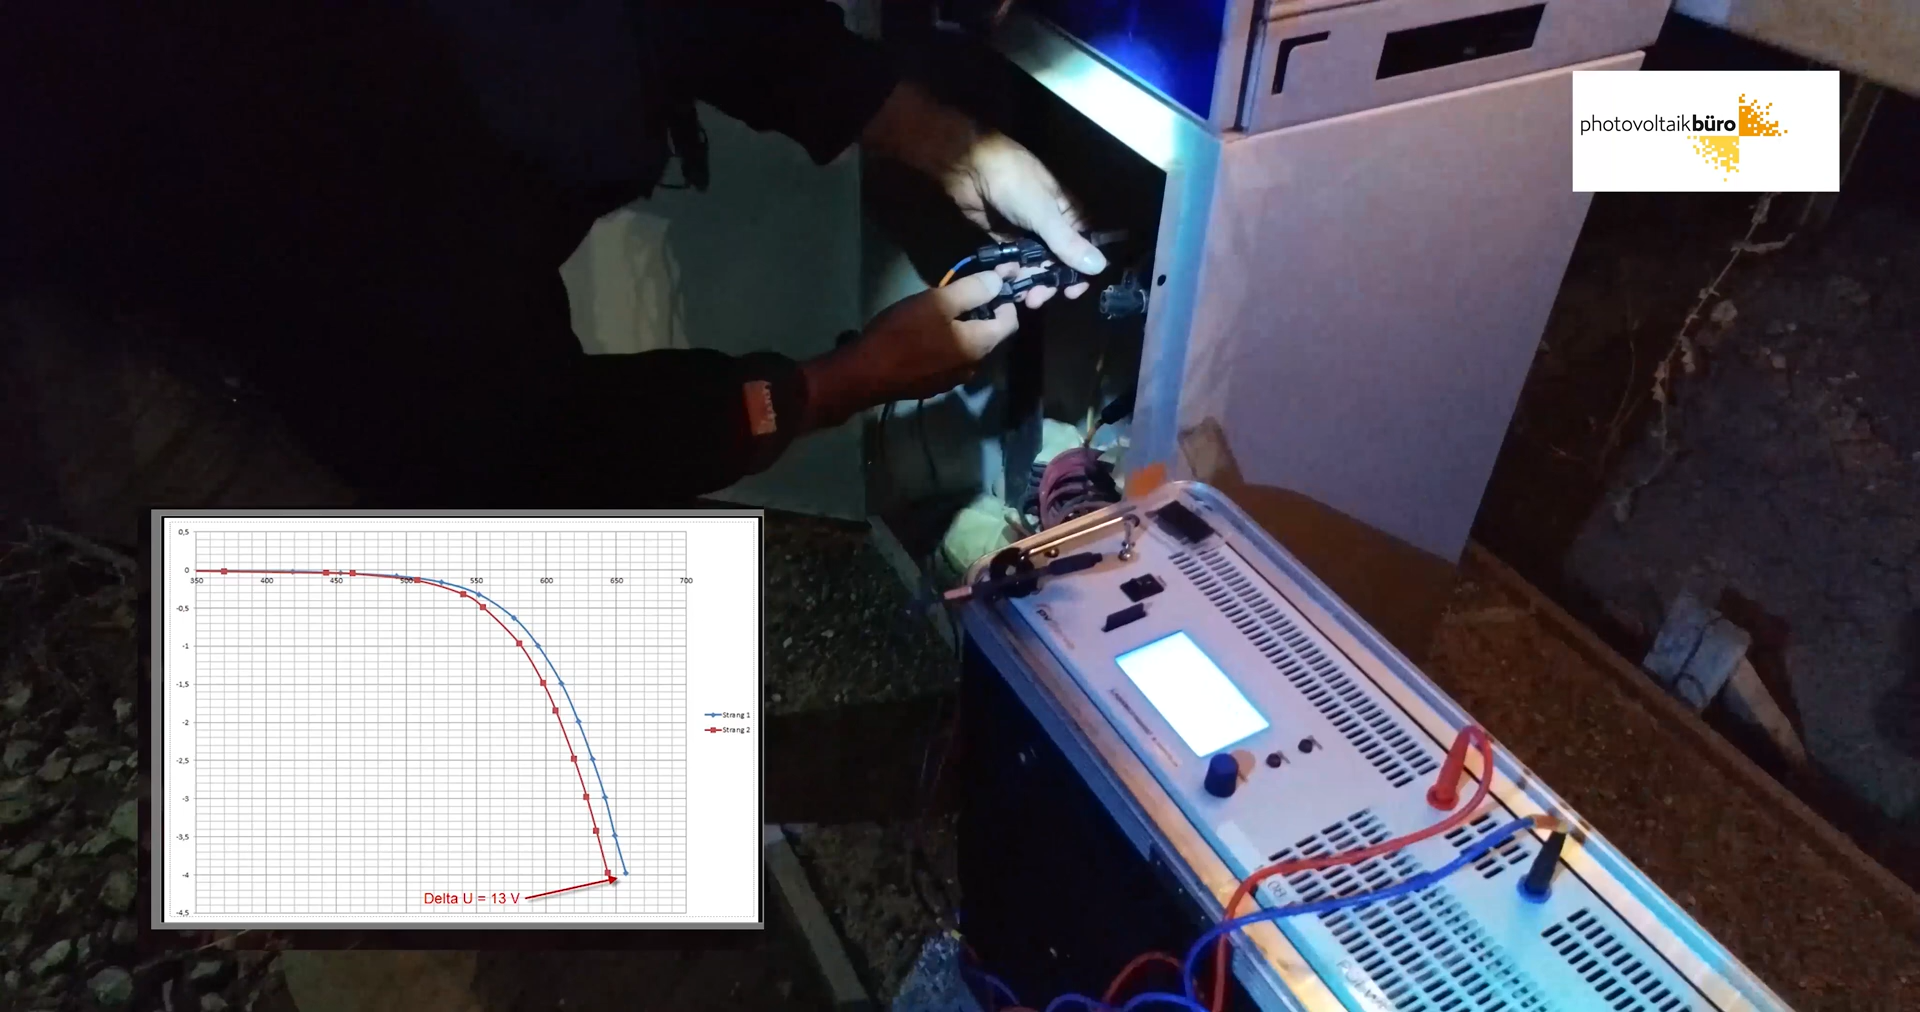 photovoltaikbüro
0,5
0
350 400 450 500 550 600 650 700
-0,5
-1
-1,5
-2
-2,5
-3
-3,5
-4
-4,5
Strang 1
Strang 2
Delta U = 13 V